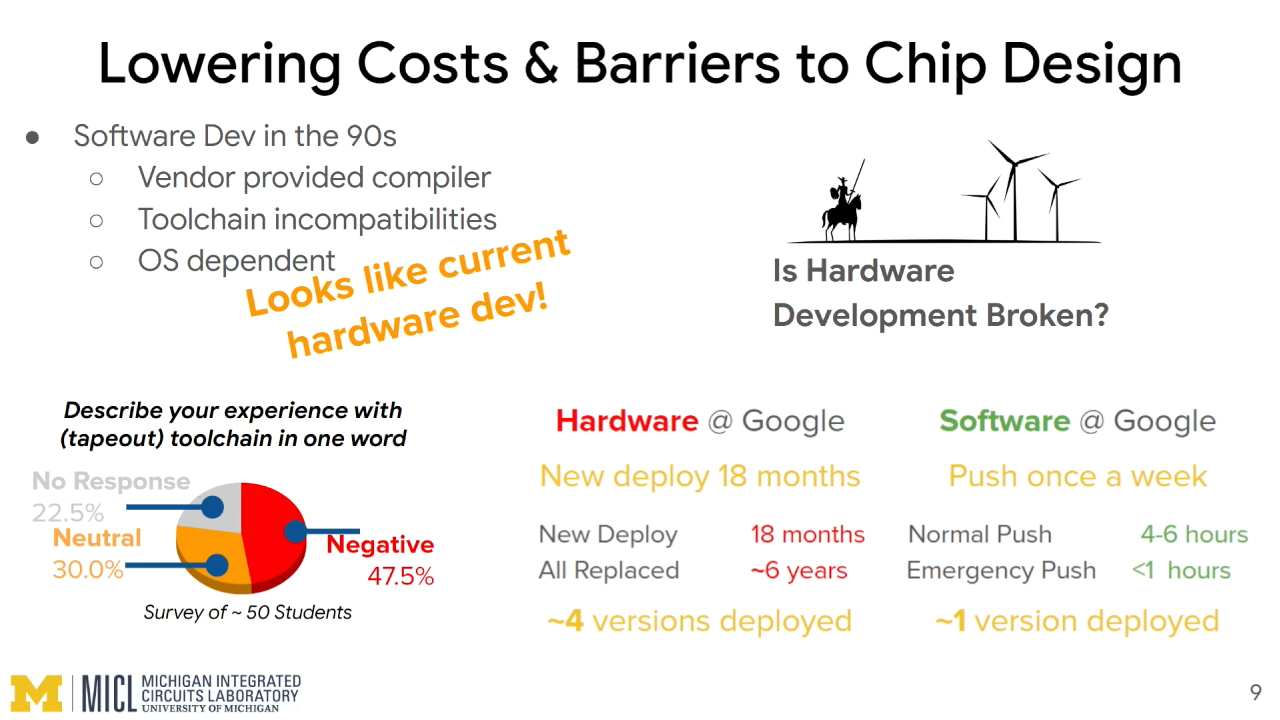 Lowering Costs & Barriers to Chip Design
● Software Dev in the 90s
○ Vendor provided compiler
○ Toolchain incompatibilities
○ OS dependent
Looks like current
hardware dev!
Is Hardware
Development Broken?
Describe your experience with
(tapeout) toolchain in one word
No Response
22.5%
Neutral
30.0%
Negative
47.5%
Survey of ~ 50 Students
Hardware @ Google
New deploy 18 months
New Deploy 18 months
All Replaced ~6 years
~4 versions deployed
Software @ Google
Push once a week
Normal Push 4-6 hours
Emergency Push <1 hours
~1 version deployed
M | MICL MICHIGAN INTEGRATED
CIRCUITS LABORATORY
UNIVERSITY OF MICHIGAN
9